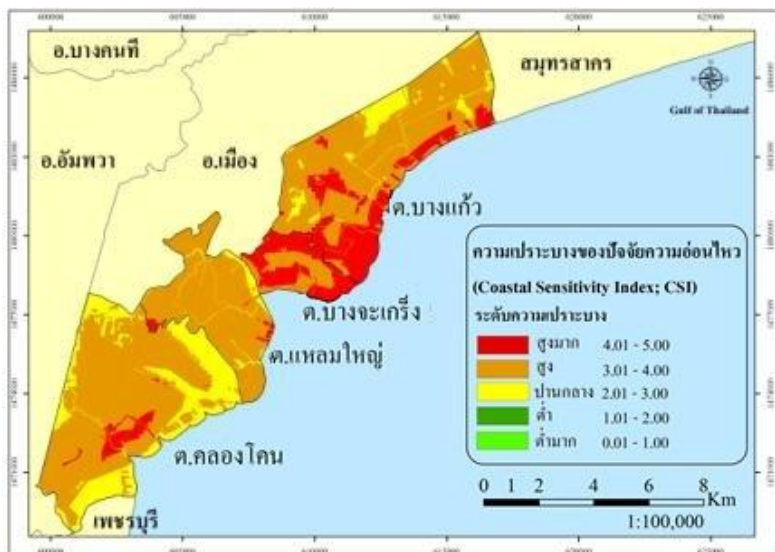 600000 605000 610000 615000 620000 625000
อ.บางคนที
สมุทรสาคร
Gulf of Thailand
อ.อัมพวา
อ.เมือง
ต.บางแก้ว
ต.บางจะเกร็ง
ต.แหลมใหญ่
ต.คลองโคน
เพชรบุรี
ความเปราะบางของปัจจัยความอ่อนไหว
(Coastal Sensitivity Index; CSI)
ระดับความเปราะบาง
สูงมาก 4.01 - 5.00
สูง 3.01 - 4.00
ปานกลาง 2.01 - 3.00
ต่ำ 1.01 - 2.00
ต่ำมาก 0.01 - 1.00
0 1 2 4 6 8
Km
1:100,000